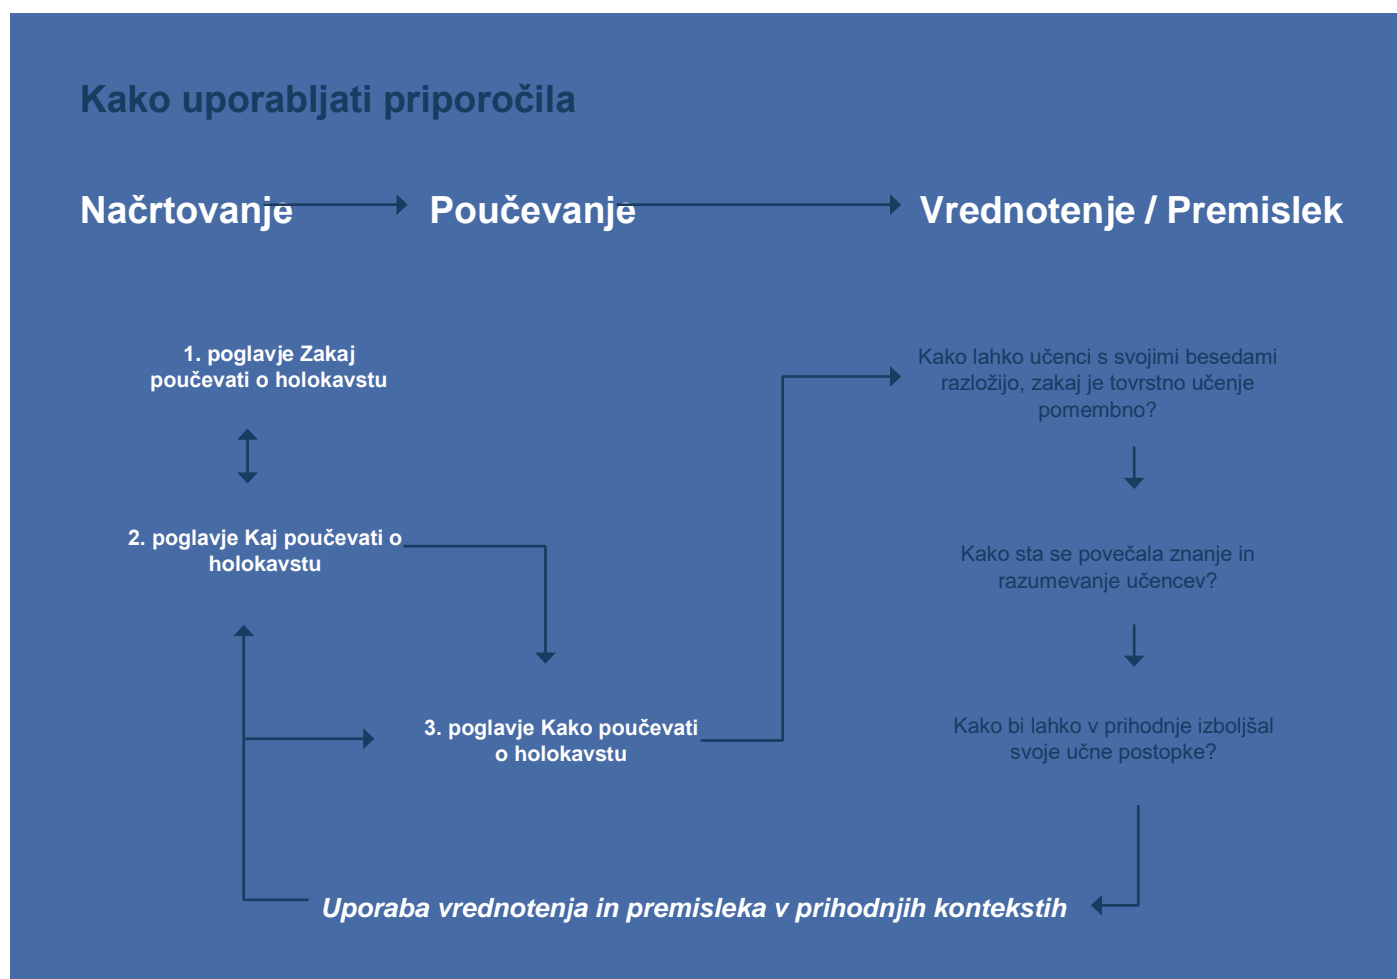 Kako uporabljati priporočila
Načrtovanje
Poučevanje
Vrednotenje / Premislek
1. poglavje Zakaj
poučevati o holokavstu
2. poglavje Kaj poučevati o
holokavstu
3. poglavje Kako poučevati
o holokavstu
Kako lahko učenci s svojimi besedami
razložijo, zakaj je tovrstno učenje
pomembno?
Kako sta se povečala znanje in
razumevanje učencev?
Kako bi lahko v prihodnje izboljšal
svoje učne postopke?
Uporaba vrednotenja in premisleka v prihodnjih kontekstih